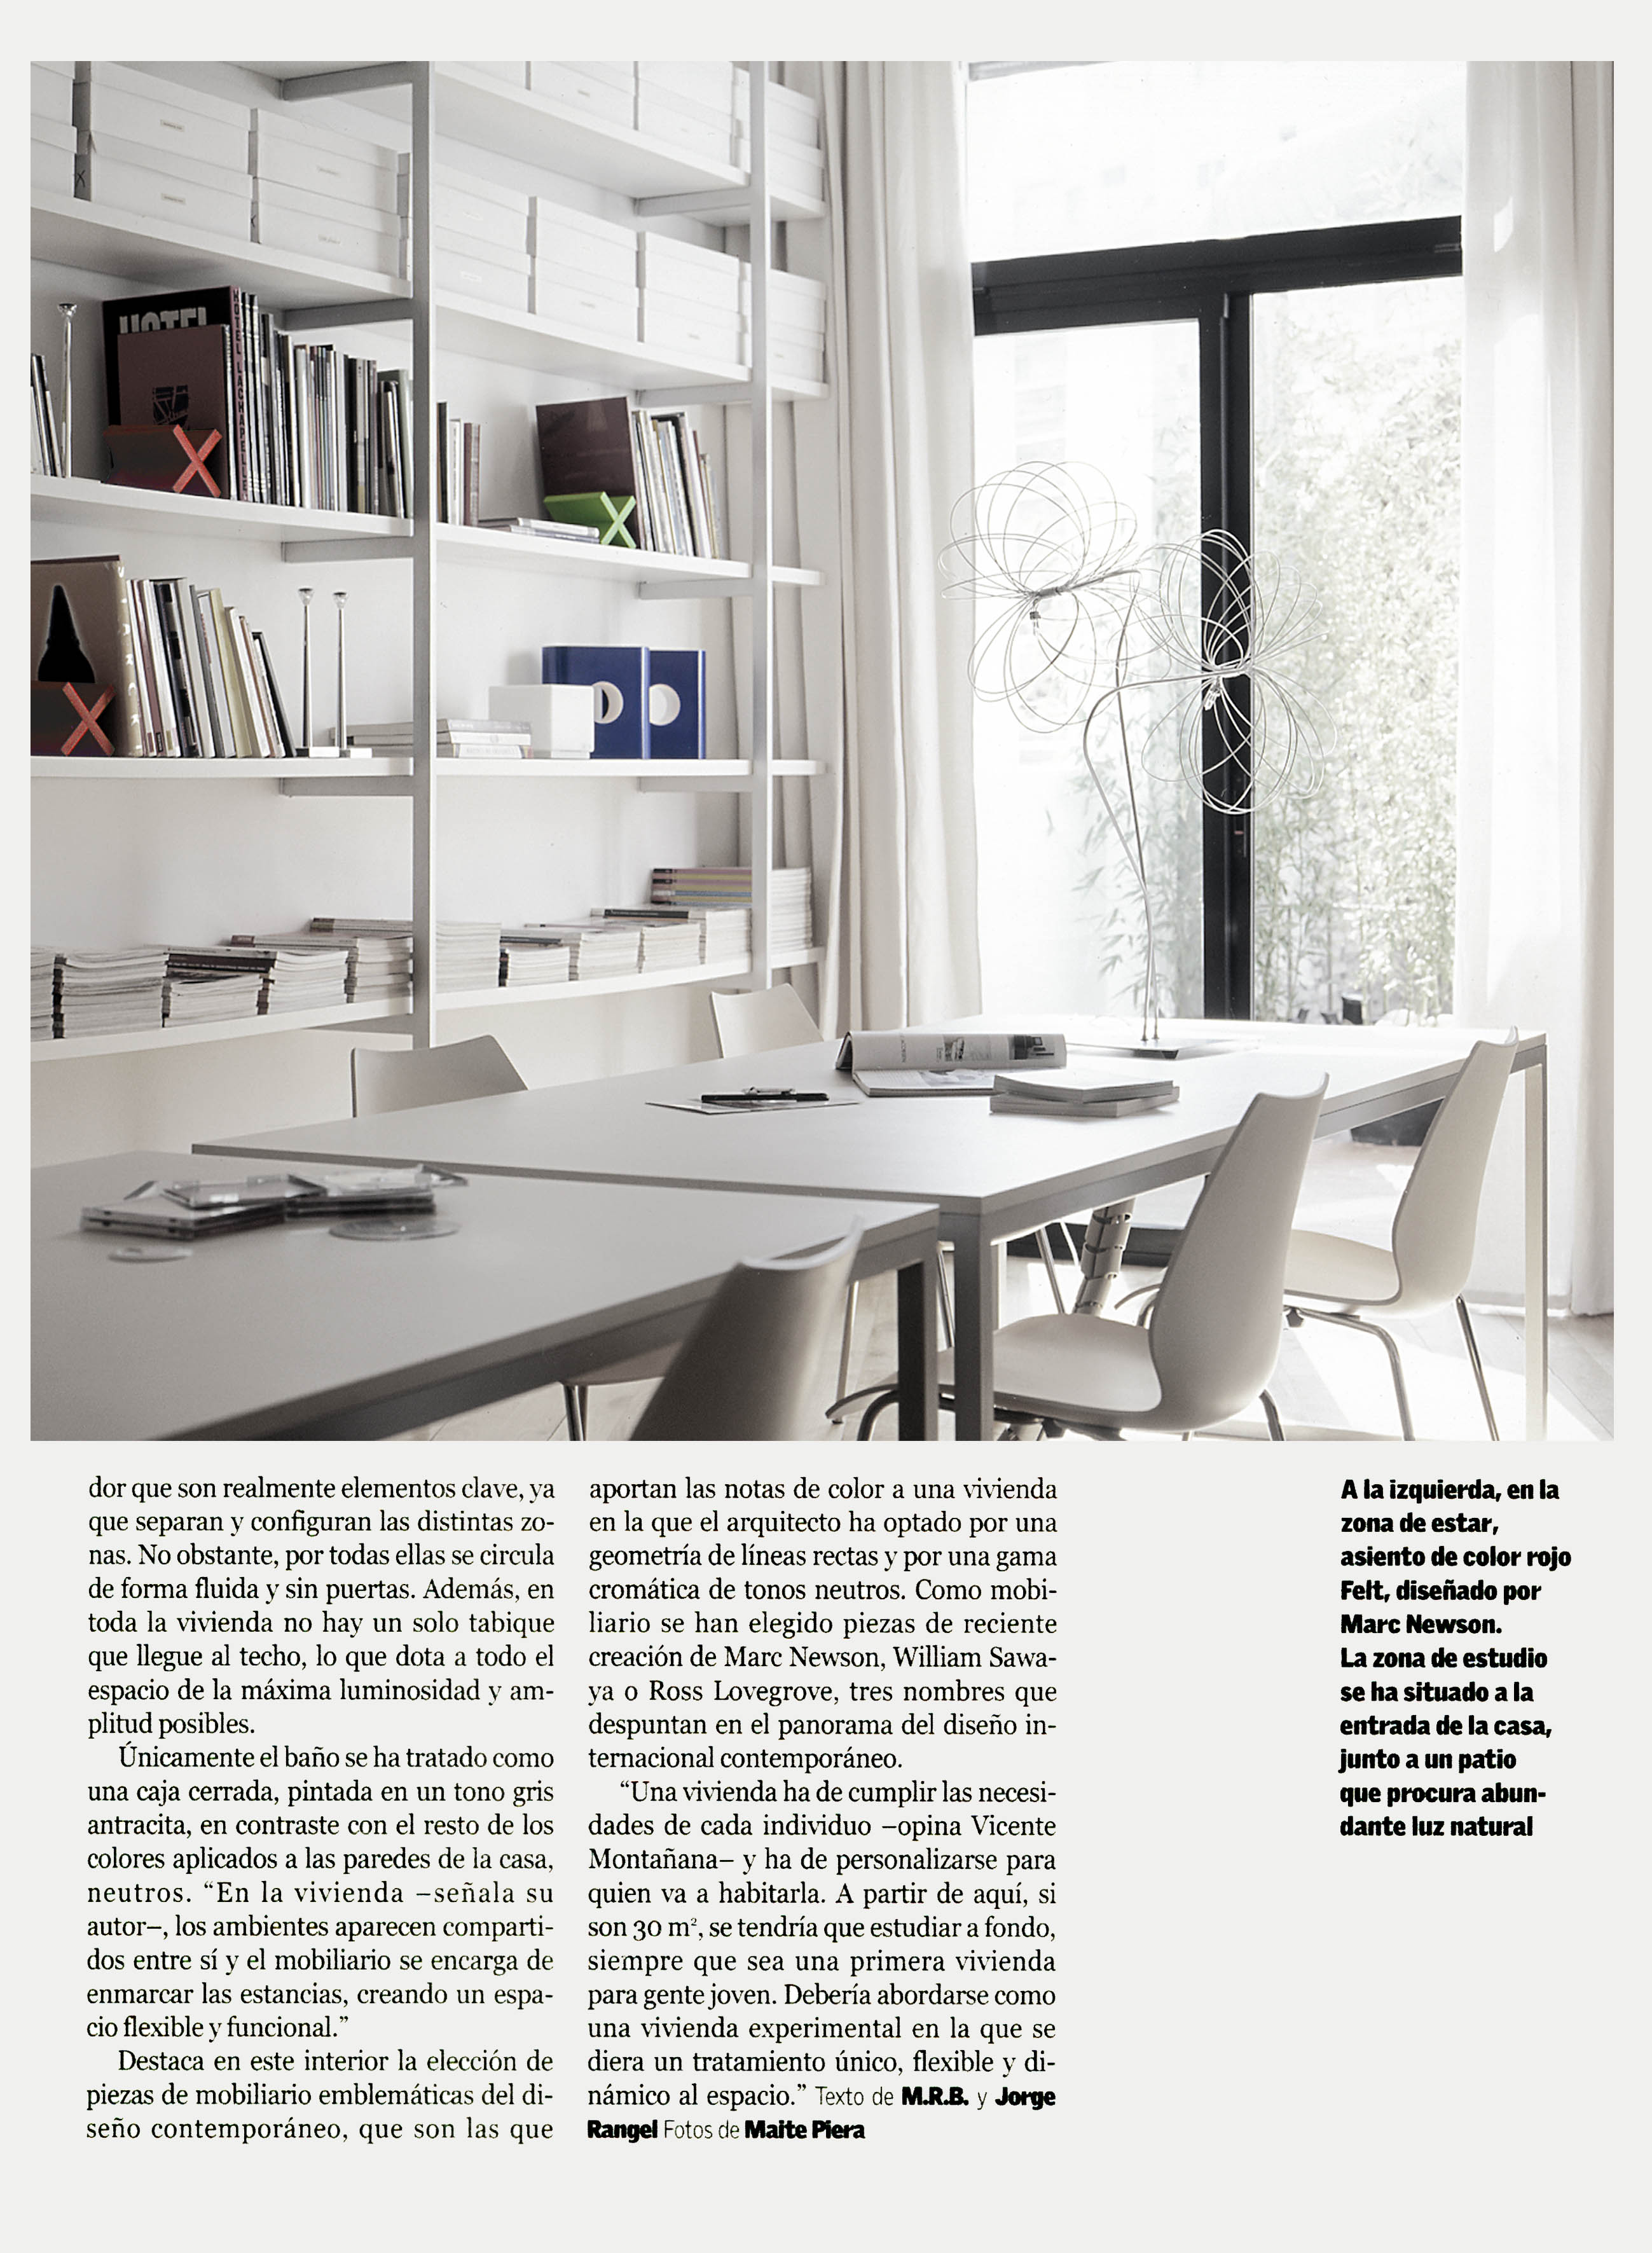 HOTEL
HOTEL LACHAPELLE
dor que son realmente elementos clave, ya
que separan y configuran las distintas zo-
nas. No obstante, por todas ellas se circula
de forma fluida y sin puertas. Además, en
toda la vivienda no hay un solo tabique
que llegue al techo, lo que dota a todo el
espacio de la máxima luminosidad y am-
plitud posibles.
Únicamente el baño se ha tratado como
una caja cerrada, pintada en un tono gris
antracita, en contraste con el resto de los
colores aplicados a las paredes de la casa,
neutros. “En la vivienda –señala su
autor–, los ambientes aparecen comparti-
dos entre sí y el mobiliario se encarga de
enmarcar las estancias, creando un espa-
cio flexible y funcional.”
Destaca en este interior la elección de
piezas de mobiliario emblemáticas del di-
seño contemporáneo, que son las que
aportan las notas de color a una vivienda
en la que el arquitecto ha optado por una
geometría de líneas rectas y por una gama
cromática de tonos neutros. Como mobi-
liario se han elegido piezas de reciente
creación de Marc Newson, William Sawa-
ya o Ross Lovegrove, tres nombres que
despuntan en el panorama del diseño in-
ternacional contemporáneo.
“Una vivienda ha de cumplir las necesi-
dades de cada individuo –opina Vicente
Montañana– y ha de personalizarse para
quien va a habitarla. A partir de aquí, si
son 30 m², se tendría que estudiar a fondo,
siempre que sea una primera vivienda
para gente joven. Debería abordarse como
una vivienda experimental en la que se
diera un tratamiento único, flexible y di-
námico al espacio.” Texto de M.R.B. y Jorge
Rangel Fotos de Maite Piera
A la izquierda, en la
zona de estar,
asiento de color rojo
Felt, diseñado por
Marc Newson.
La zona de estudio
se ha situado a la
entrada de la casa,
junto a un patio
que procura abun-
dante luz natural